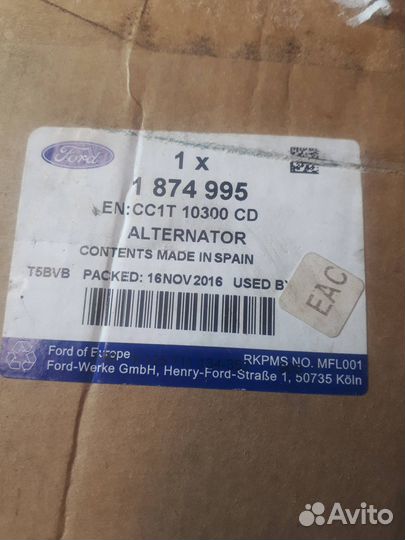 Ford
1 x
1 874 995
EN:CC1T 10300 CD
ALTERNATOR
CONTENTS MADE IN SPAIN
T5BVB PACKED: 16NOV2016 USED BY
EAC
Ford of Europe RKPMS NO. MFL001
Ford-Werke GmbH, Henry-Ford-Straße 1, 50735 Köln
Avito